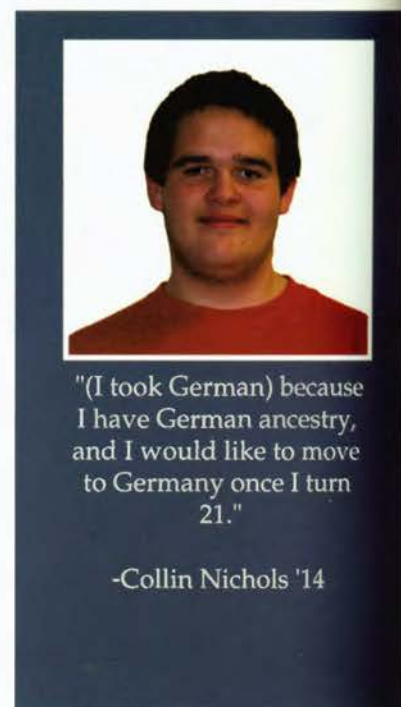 "(I took German) because
I have German ancestry,
and I would like to move
to Germany once I turn
21."
-Collin Nichols '14